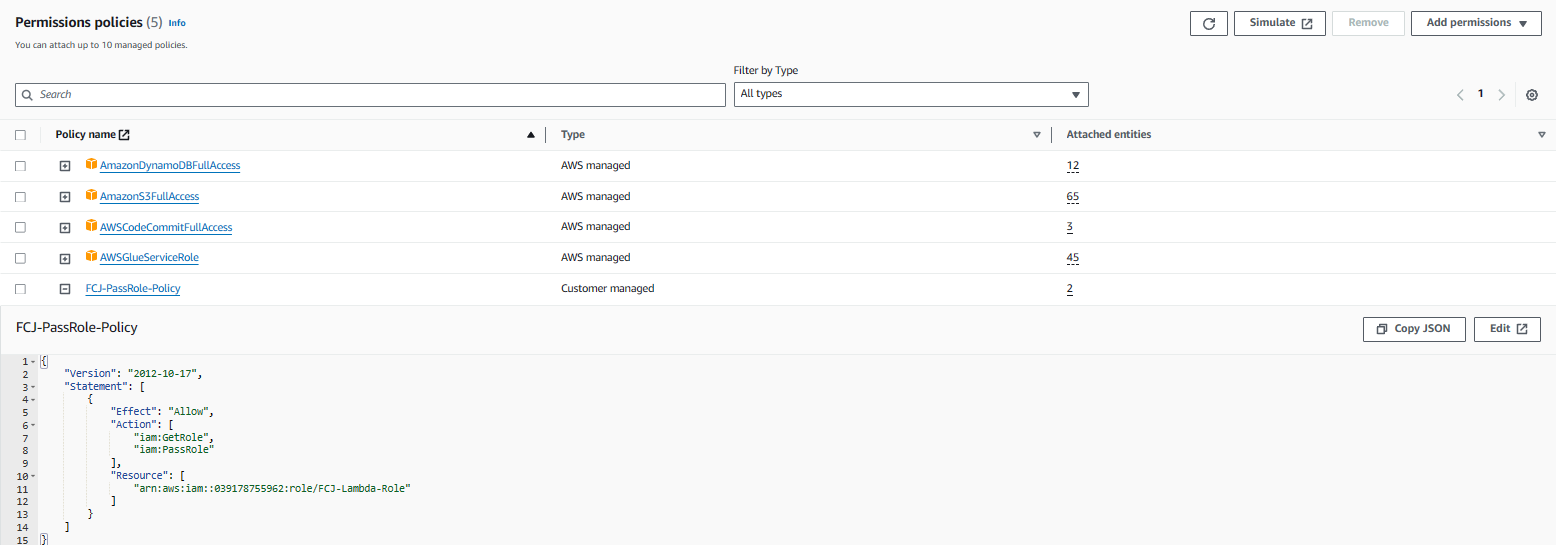 Permissions policies (5) Info
Simulate Remove Add permissions
You can attach up to 10 managed policies.
Filter by Type
Search All types 1
Policy name Type Attached entities
AmazonDynamoDBFullAccess AWS managed 12
AmazonS3FullAccess AWS managed 65
AWSCodeCommitFullAccess AWS managed 3
AWSGlueServiceRole AWS managed 45
FCJ-PassRole-Policy Customer managed 2
FCJ-PassRole-Policy Copy JSON Edit
1 {
2 "Version": "2012-10-17",
3 "Statement": [
4 {
5 "Effect": "Allow",
6 "Action": [
7 "iam:GetRole",
8 "iam:PassRole"
9 ],
10 "Resource": [
11 "arn:aws:iam::039178755962:role/FCJ-Lambda-Role"
12 ]
13 }
14 ]
15 }